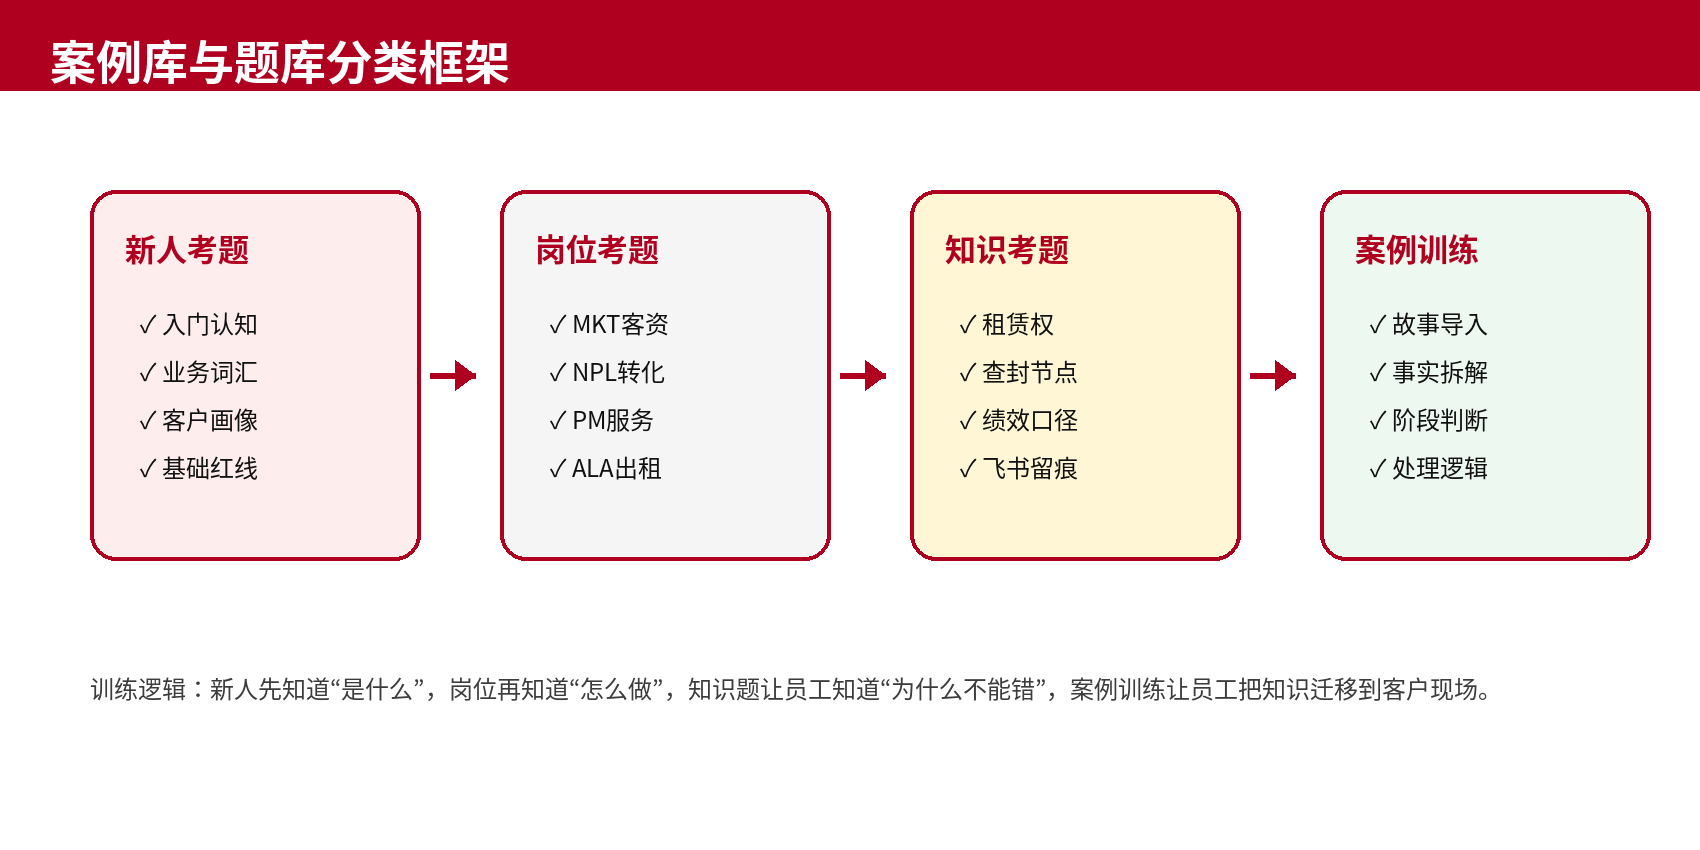 案例库与题库分类框架
新人考题
✓ 入门认知
✓ 业务词汇
✓ 客户画像
✓ 基础红线
岗位考题
✓ MKT客资
✓ NPL转化
✓ PM服务
✓ ALA出租
知识考题
✓ 租赁权
✓ 查封节点
✓ 绩效口径
✓ 飞书留痕
案例训练
✓ 故事导入
✓ 事实拆解
✓ 阶段判断
✓ 处理逻辑
训练逻辑：新人先知道“是什么”，岗位再知道“怎么做”，知识题让员工知道“为什么不能错”，案例训练让员工把知识迁移到客户现场。